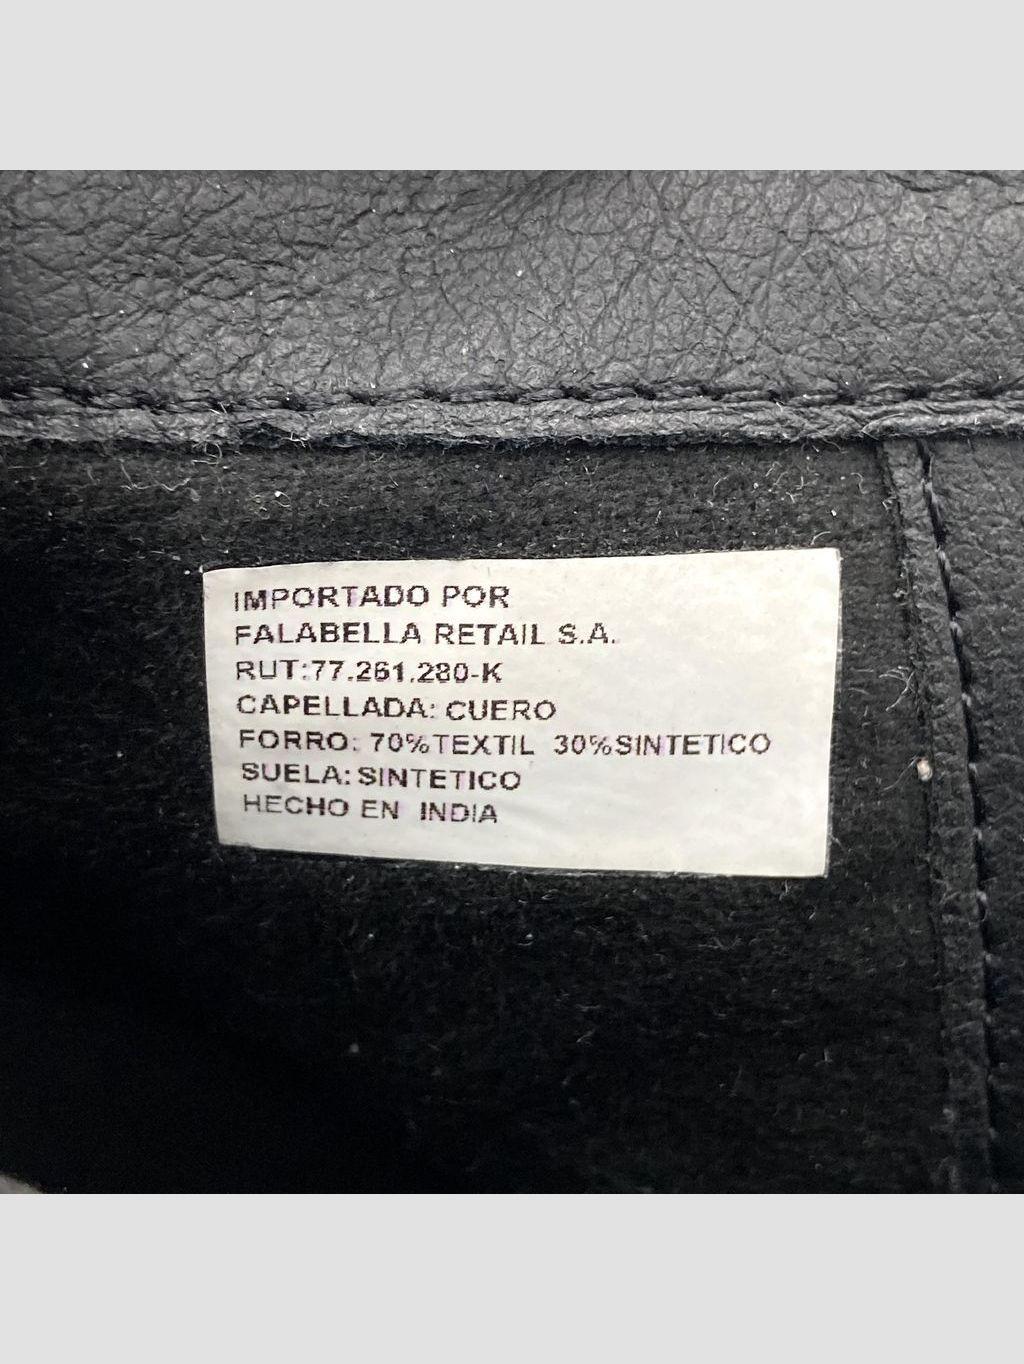 IMPORTADO POR
FALABELLA RETAIL S.A.
RUT:77.261.280-K
CAPELLADA: CUERO
FORRO: 70%TEXTIL 30%SINTETICO
SUELA: SINTETICO
HECHO EN INDIA